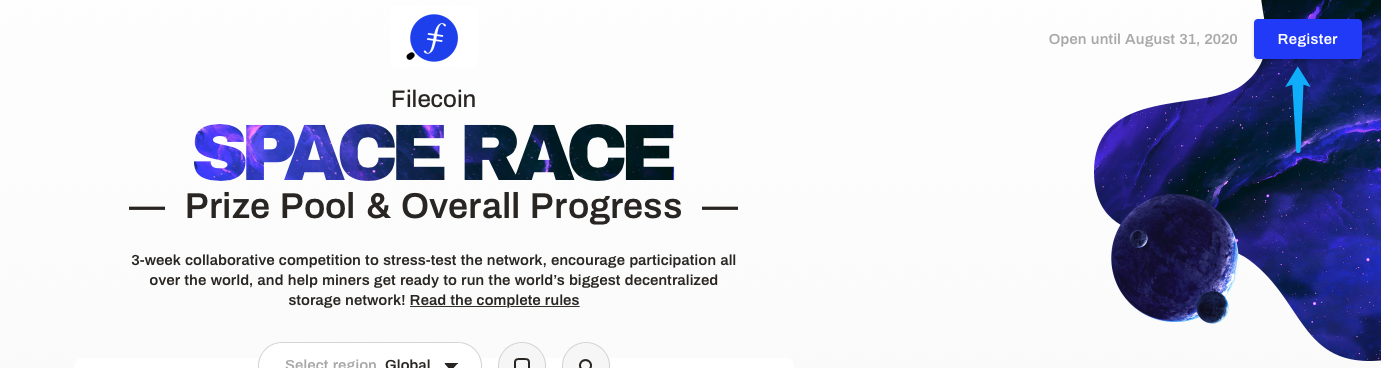 Open until August 31, 2020
Register
Filecoin
SPACE RACE
— Prize Pool & Overall Progress —
3-week collaborative competition to stress-test the network, encourage participation all
over the world, and help miners get ready to run the world’s biggest decentralized
storage network! Read the complete rules
Select region Global